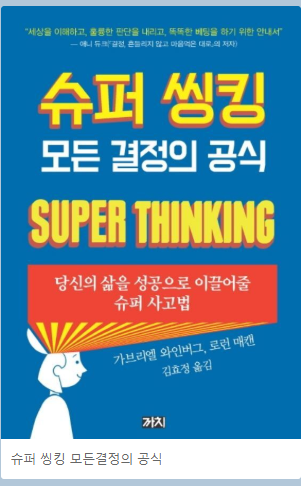 "세상을 이해하고, 훌륭한 판단을 내리고, 똑똑한 베팅을 하기 위한 안내서"
— 애니 듀크(『결정, 흔들리지 않고 마음먹은 대로』의 저자)
슈퍼 씽킹
모든 결정의 공식
SUPER THINKING
당신의 삶을 성공으로 이끌어줄
슈퍼 사고법
가브리엘 와인버그, 로런 매캔
김효정 옮김
까치
슈퍼 씽킹 모든결정의 공식